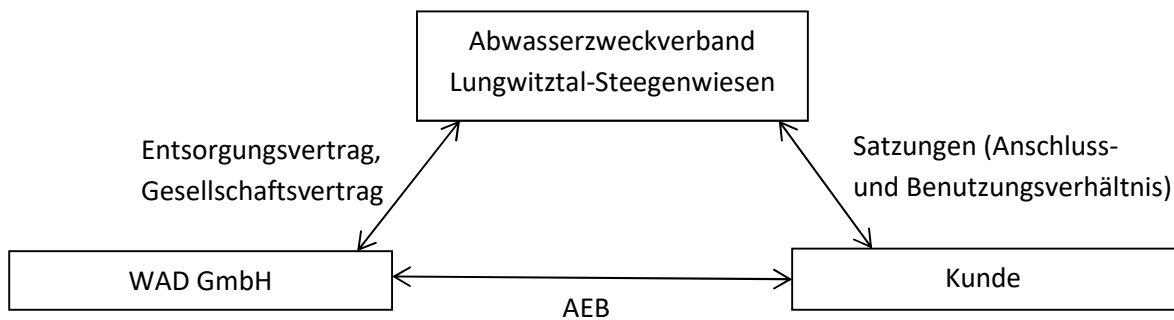 Abwasserzweckverband
Lungwitztal-Steegenwiesen
Entsorgungsvertrag,
Gesellschaftsvertrag
Satzungen (Anschluss-
und Benutzungsverhältnis)
WAD GmbH
Kunde
AEB